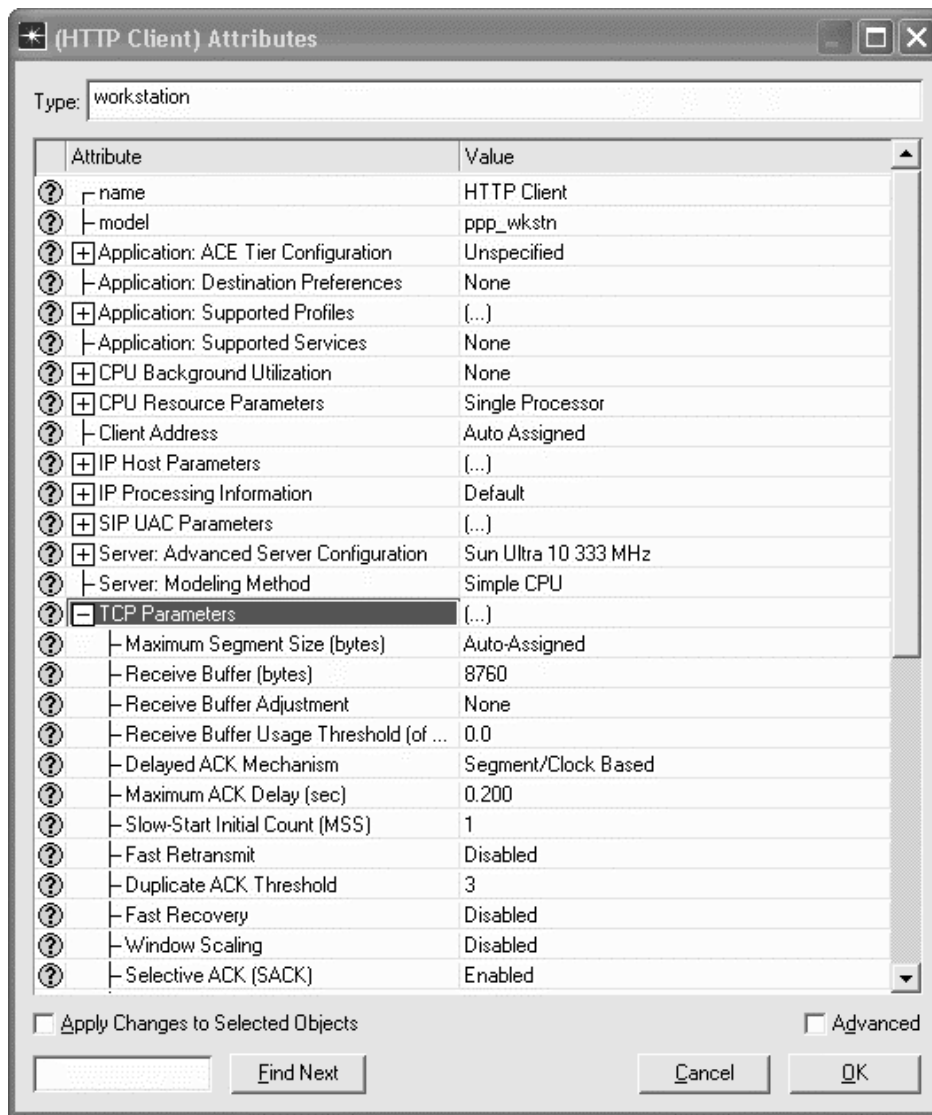 (HTTP Client) Attributes
Type: workstation
Attribute Value
name HTTP Client
model ppp_wkstn
Application: ACE Tier Configuration Unspecified
Application: Destination Preferences None
Application: Supported Profiles (...)
Application: Supported Services None
CPU Background Utilization None
CPU Resource Parameters Single Processor
Client Address Auto Assigned
IP Host Parameters (...)
IP Processing Information Default
SIP UAC Parameters (...)
Server: Advanced Server Configuration Sun Ultra 10 333 MHz
Server: Modeling Method Simple CPU
TCP Parameters (...)
Maximum Segment Size (bytes) Auto-Assigned
Receive Buffer (bytes) 8760
Receive Buffer Adjustment None
Receive Buffer Usage Threshold (of ... 0.0
Delayed ACK Mechanism Segment/Clock Based
Maximum ACK Delay (sec) 0.200
Slow-Start Initial Count (MSS) 1
Fast Retransmit Disabled
Duplicate ACK Threshold 3
Fast Recovery Disabled
Window Scaling Disabled
Selective ACK (SACK) Enabled
Apply Changes to Selected Objects Advanced
Find Next Cancel OK